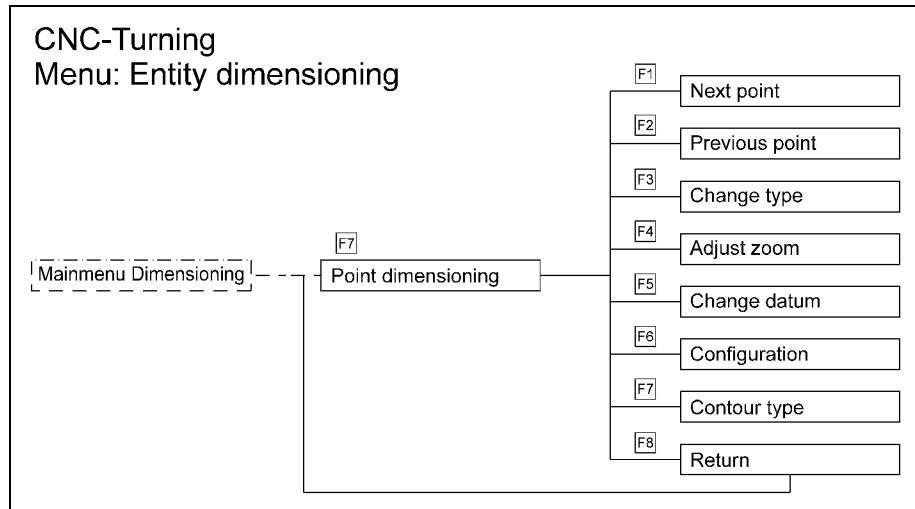 CNC-Turning
Menu: Entity dimensioning
F1
Next point
F2
Previous point
F3
Change type
F4
Adjust zoom
Mainmenu Dimensioning
F7
Point dimensioning
F5
Change datum
F6
Configuration
F7
Contour type
F8
Return